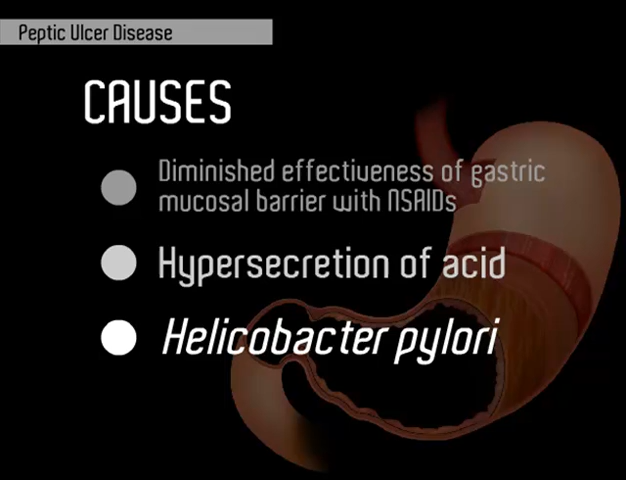 Peptic Ulcer Disease
CAUSES
Diminished effectiveness of gastric
mucosal barrier with NSAIDs
Hypersecretion of acid
Helicobacter pylori